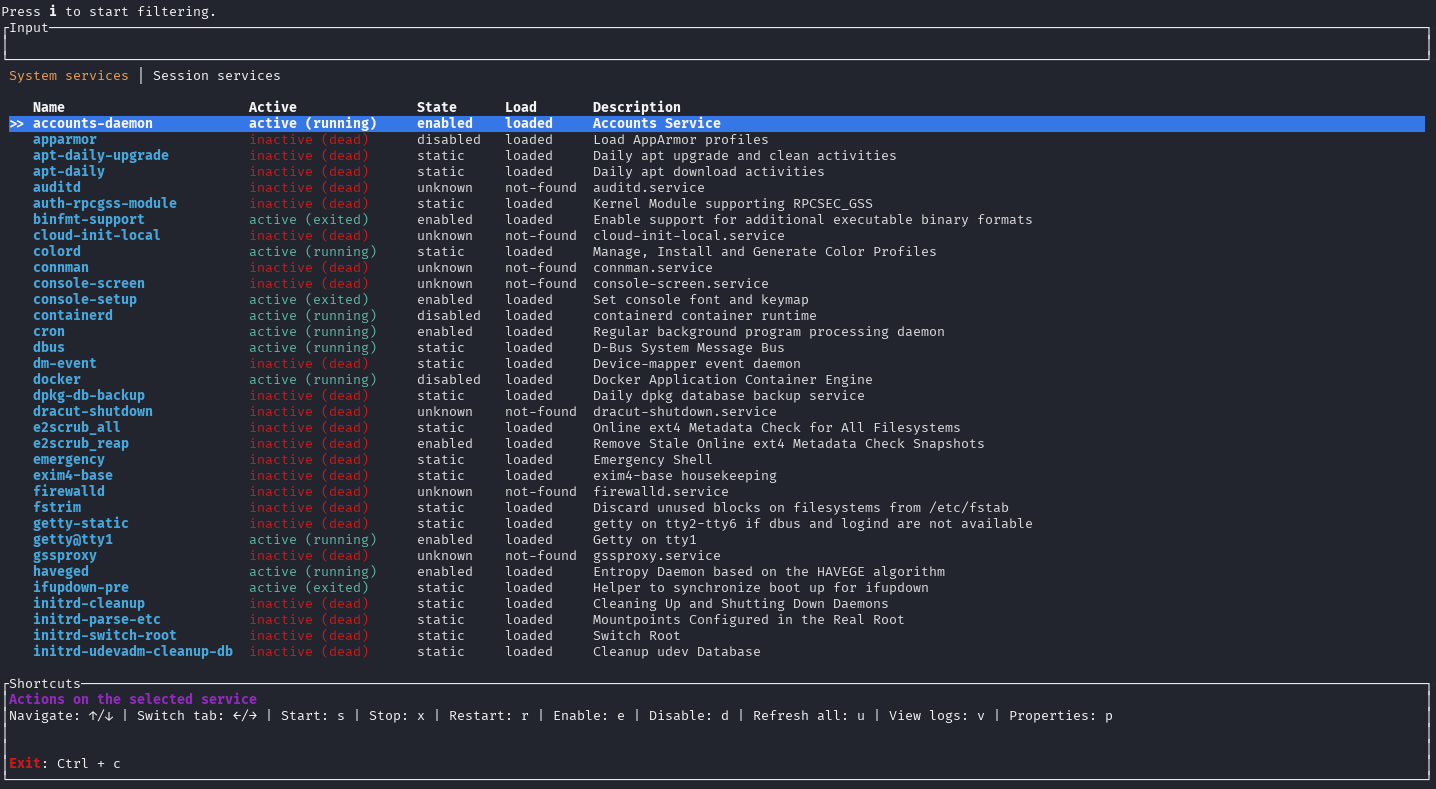 Press i to start filtering.
Input
System services │ Session services
Name Active State Load Description
>> accounts-daemon active (running) enabled loaded Accounts Service
apparmor inactive (dead) disabled loaded Load AppArmor profiles
apt-daily-upgrade inactive (dead) static loaded Daily apt upgrade and clean activities
apt-daily inactive (dead) static loaded Daily apt download activities
auditd inactive (dead) unknown not-found auditd.service
auth-rpcgss-module inactive (dead) static loaded Kernel Module supporting RPCSEC_GSS
binfmt-support active (exited) enabled loaded Enable support for additional executable binary formats
cloud-init-local inactive (dead) unknown not-found cloud-init-local.service
colord active (running) static loaded Manage, Install and Generate Color Profiles
connman inactive (dead) unknown not-found connman.service
console-screen inactive (dead) unknown not-found console-screen.service
console-setup active (exited) enabled loaded Set console font and keymap
containerd active (running) disabled loaded containerd container runtime
cron active (running) enabled loaded Regular background program processing daemon
dbus active (running) static loaded D-Bus System Message Bus
dm-event inactive (dead) static loaded Device-mapper event daemon
docker active (running) disabled loaded Docker Application Container Engine
dpkg-db-backup inactive (dead) static loaded Daily dpkg database backup service
dracut-shutdown inactive (dead) unknown not-found dracut-shutdown.service
e2scrub_all inactive (dead) static loaded Online ext4 Metadata Check for All Filesystems
e2scrub_reap inactive (dead) enabled loaded Remove Stale Online ext4 Metadata Check Snapshots
emergency inactive (dead) static loaded Emergency Shell
exim4-base inactive (dead) static loaded exim4-base housekeeping
firewalld inactive (dead) unknown not-found firewalld.service
fstrim inactive (dead) static loaded Discard unused blocks on filesystems from /etc/fstab
getty-static inactive (dead) static loaded getty on tty2-tty6 if dbus and logind are not available
getty@tty1 active (running) enabled loaded Getty on tty1
gssproxy inactive (dead) unknown not-found gssproxy.service
haveged active (running) enabled loaded Entropy Daemon based on the HAVEGE algorithm
ifupdown-pre active (exited) static loaded Helper to synchronize boot up for ifupdown
initrd-cleanup inactive (dead) static loaded Cleaning Up and Shutting Down Daemons
initrd-parse-etc inactive (dead) static loaded Mountpoints Configured in the Real Root
initrd-switch-root inactive (dead) static loaded Switch Root
initrd-udevadm-cleanup-db inactive (dead) static loaded Cleanup udev Database
Shortcuts
Actions on the selected service
Navigate: ↑/↓ | Switch tab: ←/→ | Start: s | Stop: x | Restart: r | Enable: e | Disable: d | Refresh all: u | View logs: v | Properties: p
Exit: Ctrl + c